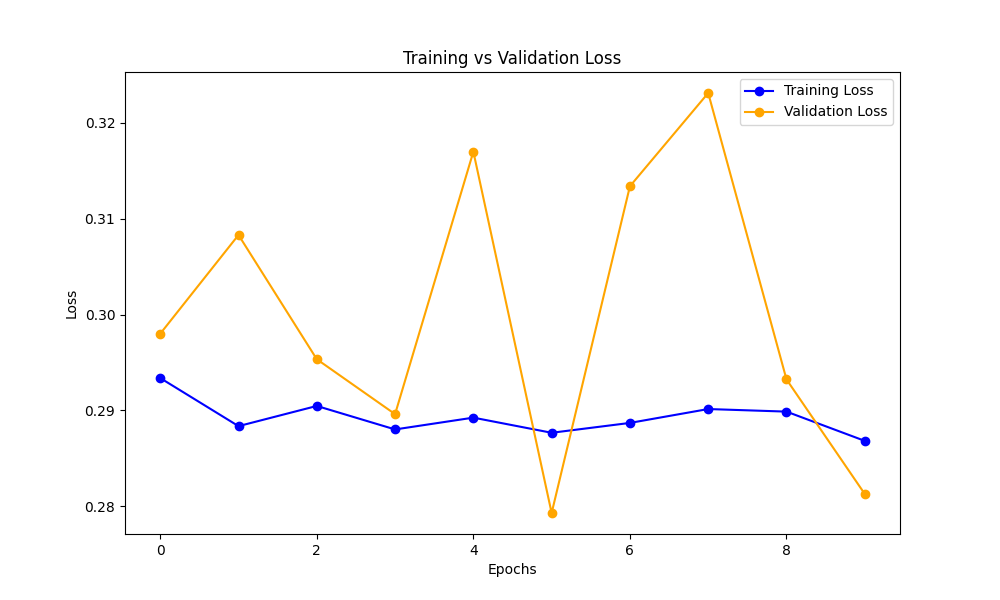 Training vs Validation Loss
Training Loss
Validation Loss
0.32
0.31
0.30
0.29
0.28
Loss
0 2 4 6 8
Epochs